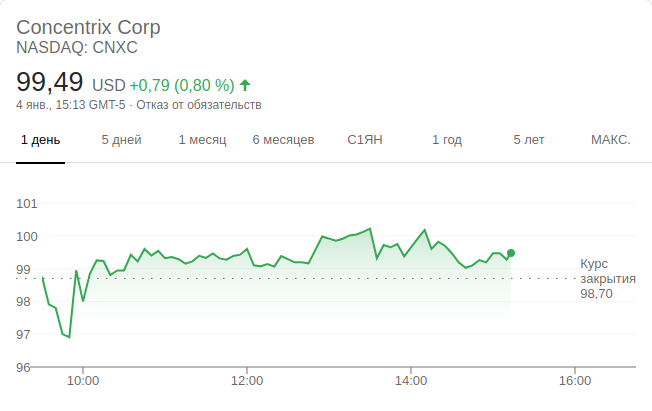 Concentrix Corp
NASDAQ: CNXC
99,49 USD +0,79 (0,80 %)
4 янв., 15:13 GMT-5 · Отказ от обязательств
1 день 5 дней 1 месяц 6 месяцев С1ЯН 1 год 5 лет МАКС.
101
100
99
98
97
96
Курс
закрытия
98,70
10:00 12:00 14:00 16:00